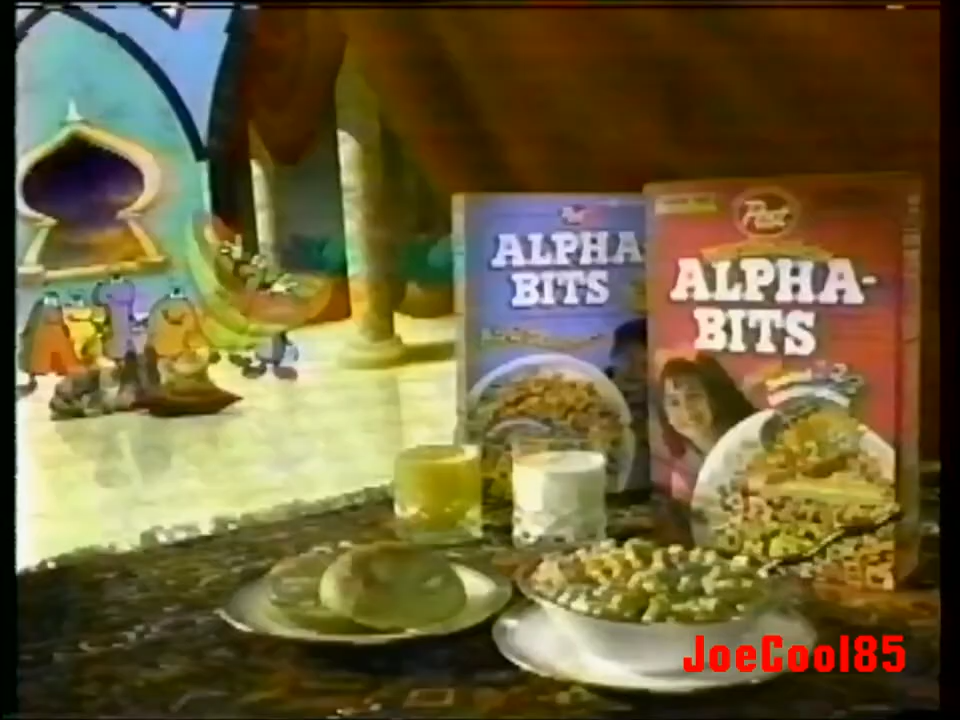 Post
ALPHA
BITS
Post
ALPHA-
BITS
JoeCool85